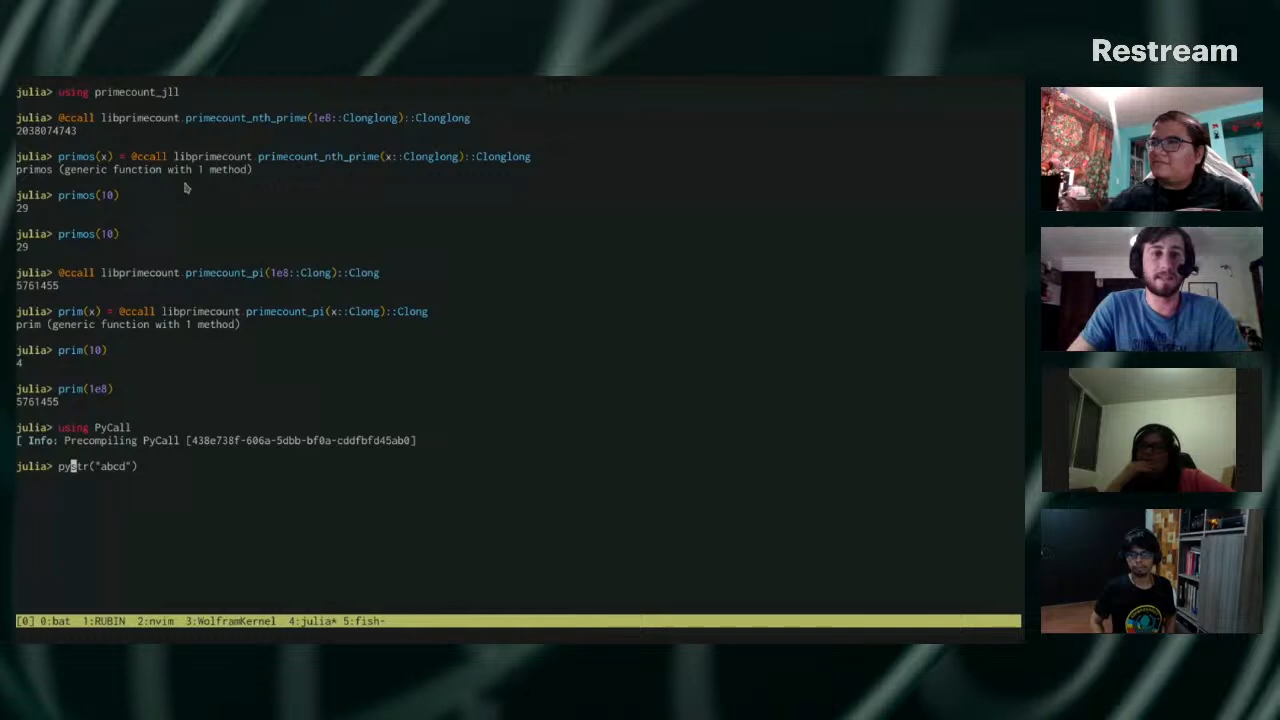 Restream
julia> using primecount_jll
julia> @ccall libprimecount.primecount_nth_prime(1e8::Clonglong)::Clonglong
2038074743
julia> primos(x) = @ccall libprimecount.primecount_nth_prime(x::Clonglong)::Clonglong
primos (generic function with 1 method)
julia> primos(10)
29
julia> primos(10)
29
julia> @ccall libprimecount.primecount_pi(1e8::Clong)::Clong
5761455
julia> prim(x) = @ccall libprimecount.primecount_pi(x::Clong)::Clong
prim (generic function with 1 method)
julia> prim(10)
4
julia> prim(1e8)
5761455
julia> using PyCall
[ Info: Precompiling PyCall [438e738f-606a-5dbb-bf0a-cddfbfd45ab0]
julia> pystr("abcd")
[0] 0:bat 1:RUBIN 2:nvim 3:WolframKernel 4:julia* 5:fish-